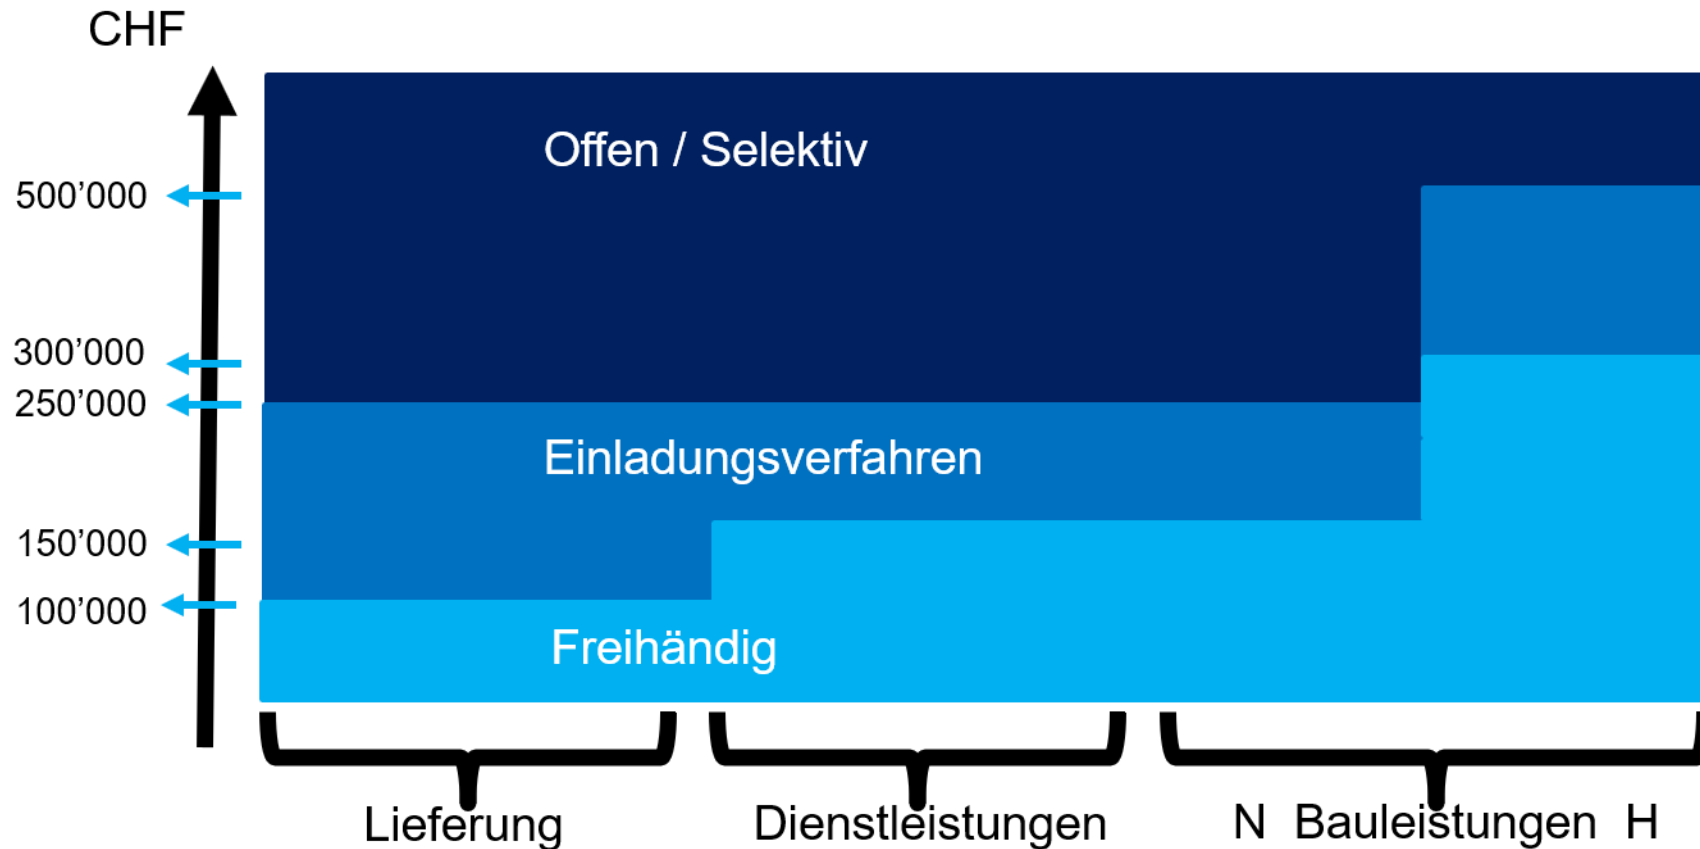 CHF
Offen / Selektiv
500’000
300’000
250’000
Einladungsverfahren
150’000
100’000
Freihändig
Lieferung
Dienstleistungen
N Bauleistungen H